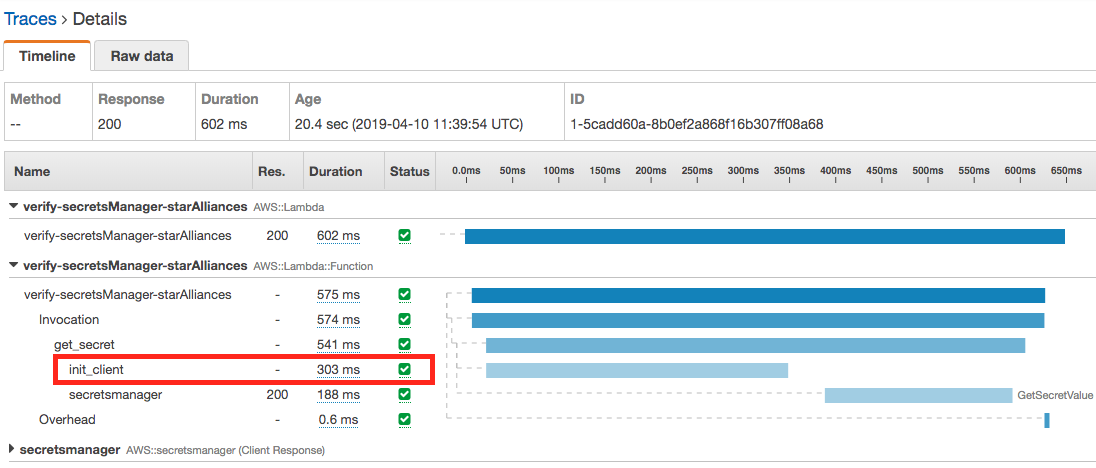 Traces > Details
Timeline Raw data
Method Response Duration Age ID
-- 200 602 ms 20.4 sec (2019-04-10 11:39:54 UTC) 1-5cadd60a-8b0ef2a868f16b307ff08a68
Name Res. Duration Status 0.0ms 50ms 100ms 150ms 200ms 250ms 300ms 350ms 400ms 450ms 500ms 550ms 600ms 650ms
verify-secretsManager-starAlliances AWS::Lambda
verify-secretsManager-starAlliances 200 602 ms
verify-secretsManager-starAlliances AWS::Lambda::Function
verify-secretsManager-starAlliances - 575 ms
Invocation - 574 ms
get_secret - 541 ms
init_client - 303 ms
secretsmanager 200 188 ms GetSecretValue
Overhead - 0.6 ms
secretsmanager AWS::secretsmanager (Client Response)